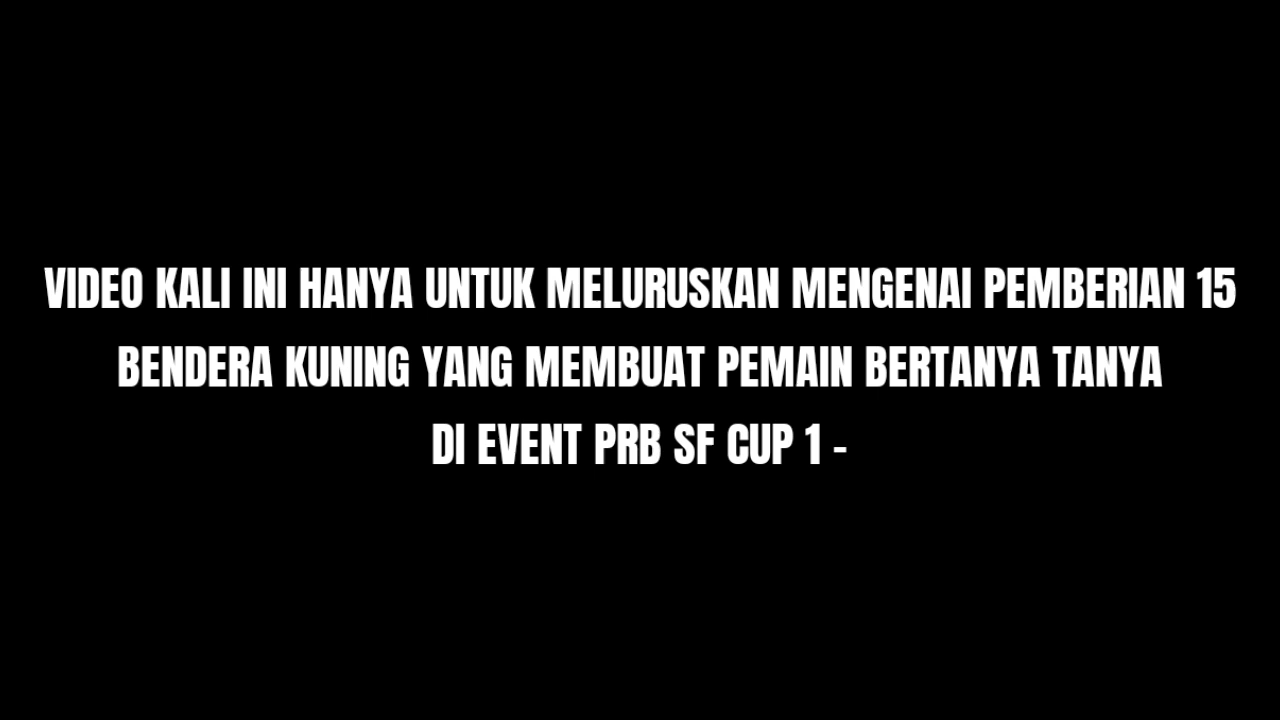 VIDEO KALI INI HANYA UNTUK MELURUSKAN MENGENAI PEMBERIAN 15
BENDERA KUNING YANG MEMBUAT PEMAIN BERTANYA TANYA
DI EVENT PRB SF CUP 1 -